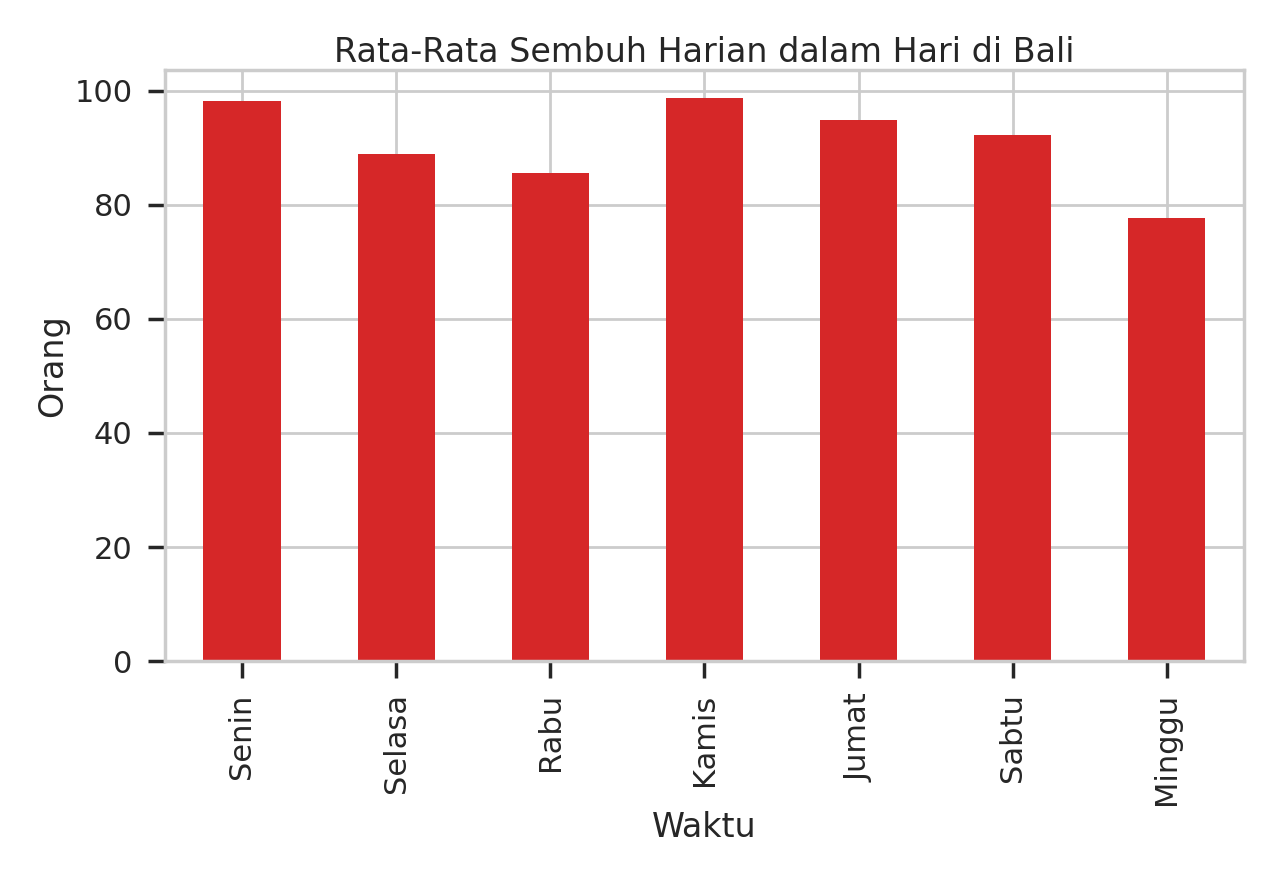 Rata-Rata Sembuh Harian dalam Hari di Bali
100
80
60
40
20
0
Orang
Senin
Selasa
Rabu
Kamis
Jumat
Sabtu
Minggu
Waktu